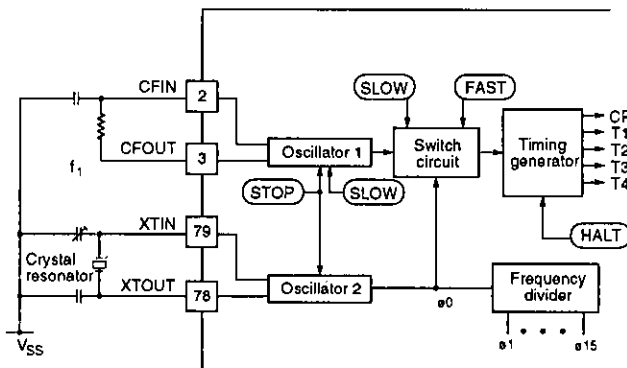 CFIN
2
SLOW
FAST
CFOUT
3
Oscillator 1
Switch
circuit
Timing
generator
CP
T1
T2
T3
T4
f1
STOP
SLOW
HALT
XTIN
79
Crystal
resonator
XTOUT
78
Oscillator 2
ø0
Frequency
divider
ø1
ø15
VSS